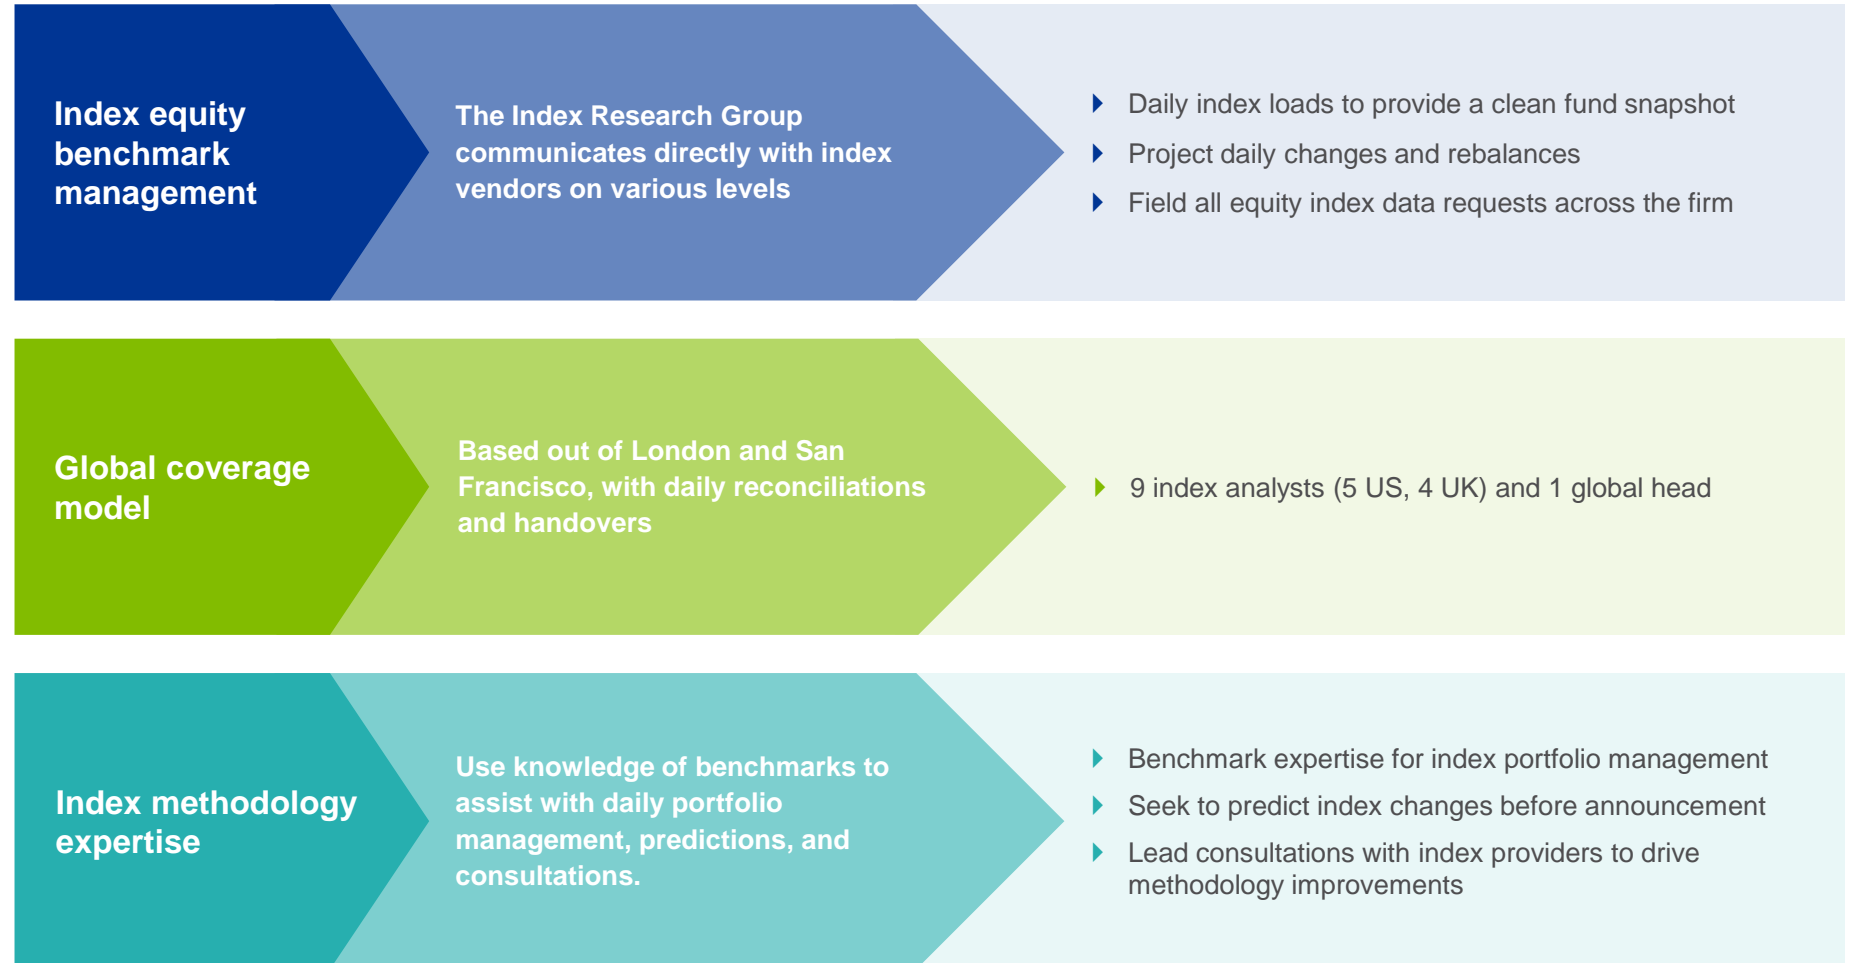 Index equity
benchmark
management
The Index Research Group
communicates directly with index
vendors on various levels
Daily index loads to provide a clean fund snapshot
Project daily changes and rebalances
Field all equity index data requests across the firm
Global coverage
model
Based out of London and San
Francisco, with daily reconciliations
and handovers
9 index analysts (5 US, 4 UK) and 1 global head
Index methodology
expertise
Use knowledge of benchmarks to
assist with daily portfolio
management, predictions, and
consultations.
Benchmark expertise for index portfolio management
Seek to predict index changes before announcement
Lead consultations with index providers to drive
methodology improvements